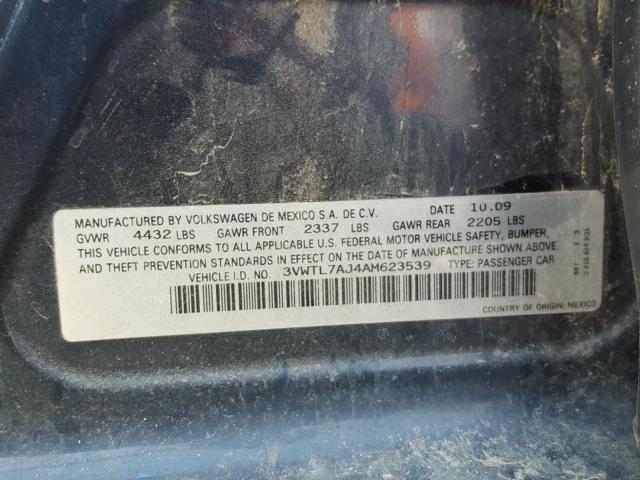 MANUFACTURED BY VOLKSWAGEN DE MEXICO S.A. DE C.V. DATE 10.09
GVWR 4432 LBS GAWR FRONT 2337 LBS GAWR REAR 2205 LBS
THIS VEHICLE CONFORMS TO ALL APPLICABLE U.S. FEDERAL MOTOR VEHICLE SAFETY, BUMPER,
AND THEFT PREVENTION STANDARDS IN EFFECT ON THE DATE OF MANUFACTURE SHOWN ABOVE.
VEHICLE I.D. NO. 3VWTL7AJ4AM623539 TYPE: PASSENGER CAR
COUNTRY OF ORIGIN: MEXICO